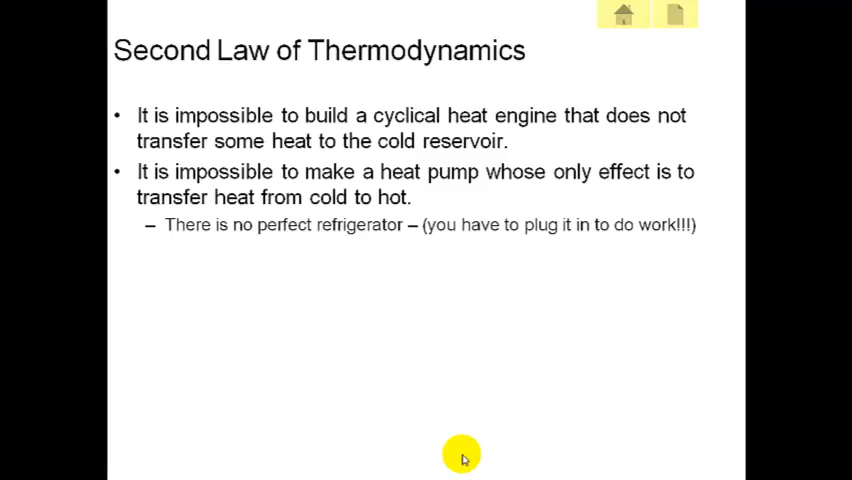 Second Law of Thermodynamics
• It is impossible to build a cyclical heat engine that does not
transfer some heat to the cold reservoir.
• It is impossible to make a heat pump whose only effect is to
transfer heat from cold to hot.
– There is no perfect refrigerator – (you have to plug it in to do work!!!)